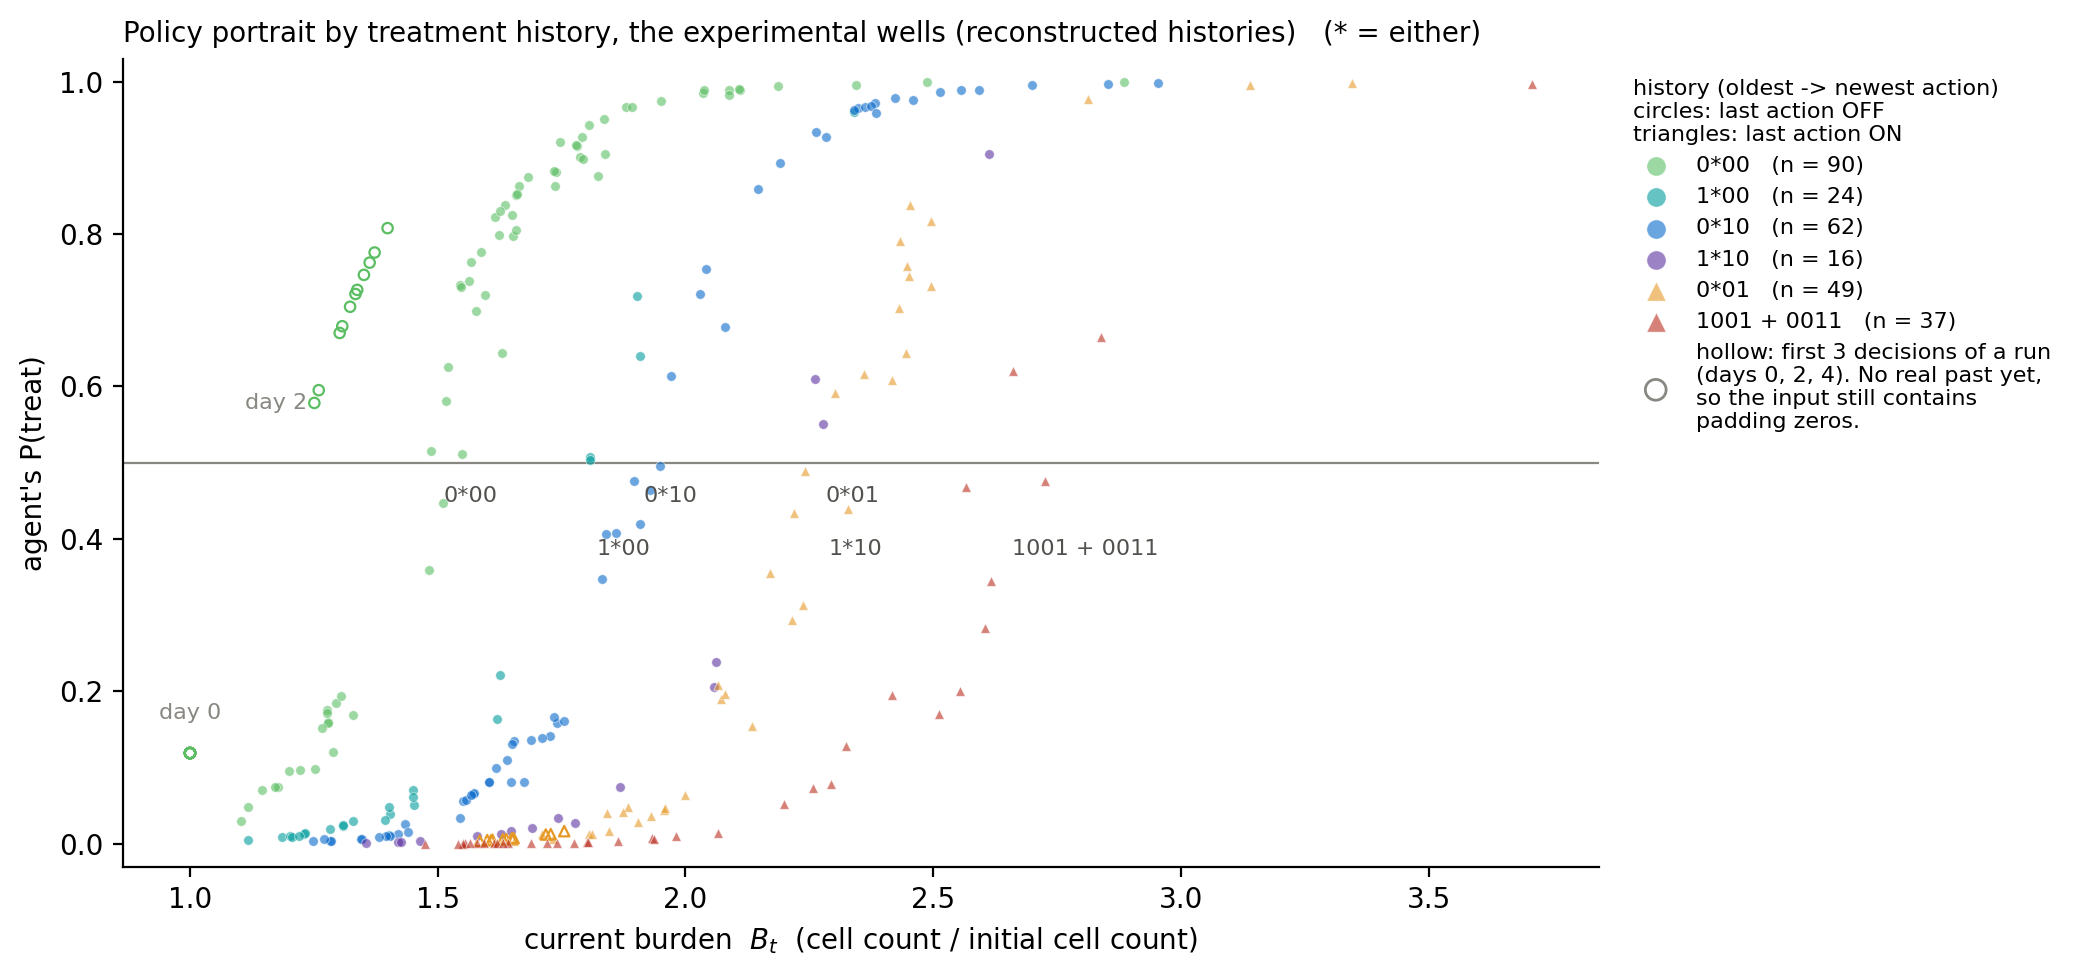 Policy portrait by treatment history, the experimental wells (reconstructed histories)   (* = either)
1.0
0.8
0.6
0.4
0.2
0.0
agent's P(treat)
day 2
day 0
0*00
0*10
0*01
1*00
1*10
1001 + 0011
1.0
1.5
2.0
2.5
3.0
3.5
current burden  B_t  (cell count / initial cell count)
history (oldest -> newest action)
circles: last action OFF
triangles: last action ON
0*00   (n = 90)
1*00   (n = 24)
0*10   (n = 62)
1*10   (n = 16)
0*01   (n = 49)
1001 + 0011   (n = 37)
hollow: first 3 decisions of a run
(days 0, 2, 4). No real past yet,
so the input still contains
padding zeros.